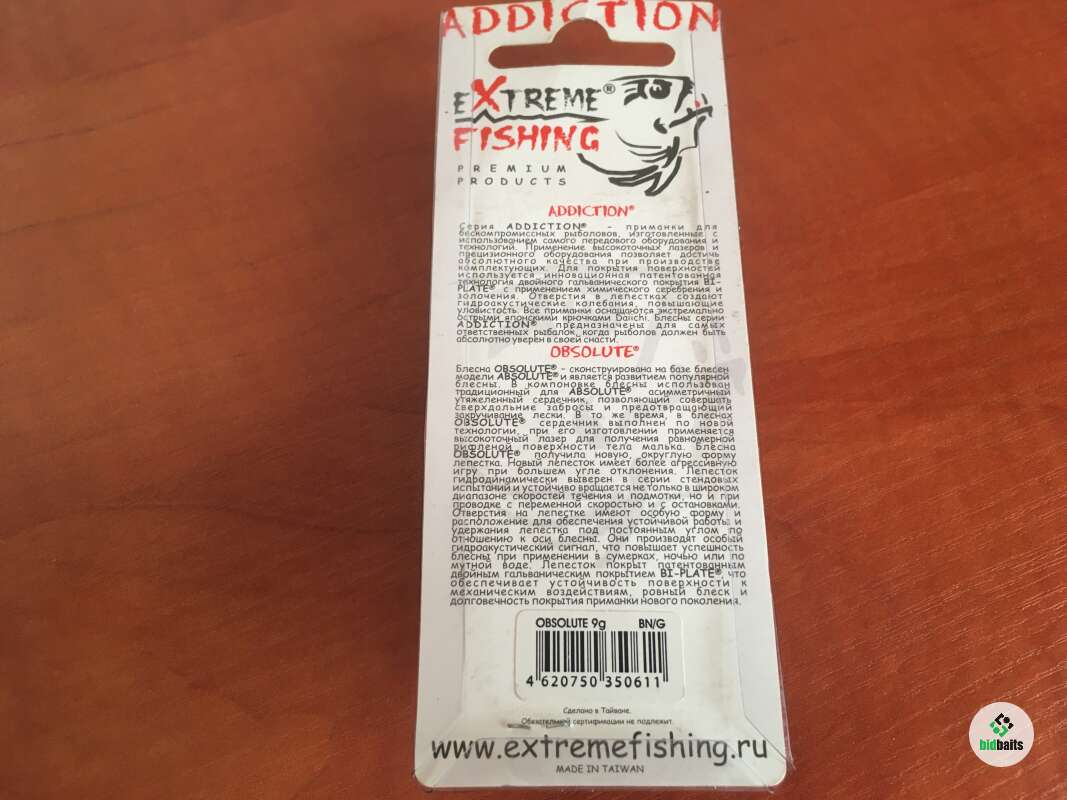 ADDICTION
EXTREME®
FISHING
PREMIUM
PRODUCTS
ADDICTION®
Серия ADDICTION® - приманки для
бескомпромиссных рыболовов, изготовленные с
использованием самого передового оборудования и
технологий. Применение высокоточных лазеров и
прецизионного оборудования позволяет достичь
абсолютного качества при производстве
комплектующих. Для покрытия поверхностей
используется инновационная патентованная
технология двойного гальванического покрытия BI-
PLATE® с применением химического серебрения и
золочения. Отверстия в лепестках создают
гидроакустические колебания, повышающие
уловистость. Все приманки оснащаются экстремально
острыми японскими крючками Daiichi. Блесны серии
ADDICTION® предназначены для самых
ответственных рыбалок, когда рыболов должен быть
абсолютно уверен в своей снасти.
OBSOLUTE®
Блесна OBSOLUTE® - сконструирована на базе блесен
модели ABSOLUTE® и является развитием популярной
блесны. В компоновке блесны использован
традиционный для ABSOLUTE® асимметричный
утяжеленный сердечник, позволяющий совершать
сверхдальние забросы и предотвращающий
закручивание лески. В то же время, в блеснах
OBSOLUTE® сердечник выполнен по новой
технологии, при его изготовлении применяется
высокоточный лазер для получения равномерной
рифленой поверхности тела малька. Блесна
OBSOLUTE® получила новую, округлую форму
лепестка. Новый лепесток имеет более агрессивную
игру при большем угле отклонения. Лепесток
гидродинамически выверен в серии стендовых
испытаний и устойчиво вращается не только в широком
диапазоне скоростей течения и подмотки, но и при
проводке с переменной скоростью и с остановками.
Отверстия на лепестке имеют особую форму и
расположение для обеспечения устойчивой работы и
удержания лепестка под постоянным углом по
отношению к оси блесны. Они производят особый
гидроакустический сигнал, что повышает успешность
блесны при применении в сумерках, ночью или по
мутной воде. Лепесток покрыт патентованным
двойным гальваническим покрытием BI-PLATE®, что
обеспечивает устойчивость поверхности к
механическим воздействиям, ровный блеск и
долговечность покрытия приманки нового поколения.
OBSOLUTE 9g BN/G
4 620750 350611
Сделано в Тайване.
Обязательной сертификации не подлежит.
www.extremefishing.ru
MADE IN TAIWAN
bidbaits